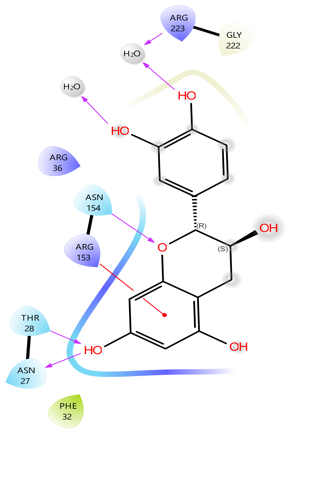 ARG
223
GLY
222
H₂O
H₂O
HO
HO
ARG
36
ASN
154
ARG
153
(R)
O
(S)
OH
THR
28
HO
OH
ASN
27
PHE
32